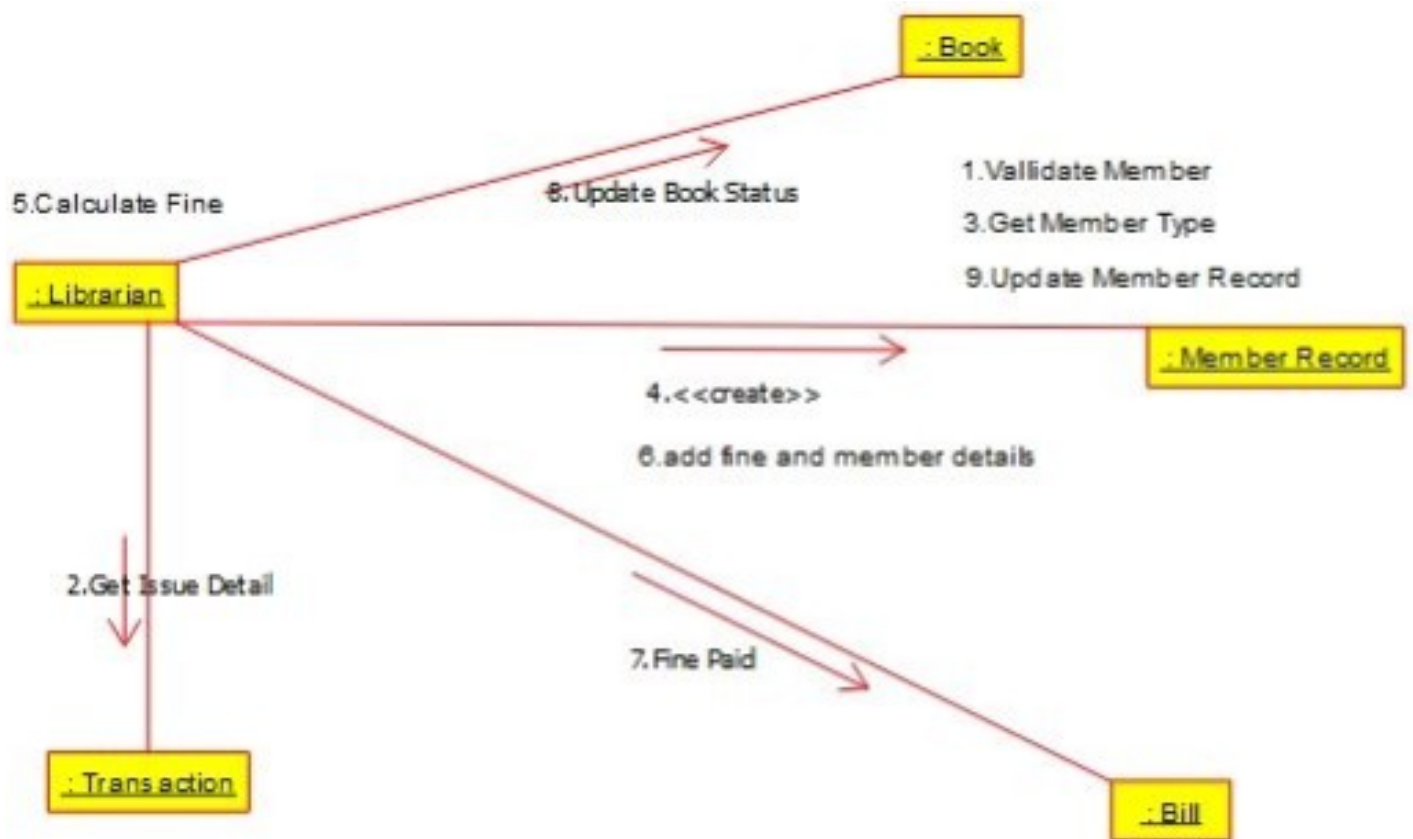 : Book
1.Vallidate Member
8.Update Book Status
5.Calculate Fine
3.Get Member Type
9.Update Member Record
: Librarian
: Member Record
4.<<create>>
6.add fine and member details
2.Get Issue Detail
7.Fine Paid
: Transaction
: Bill